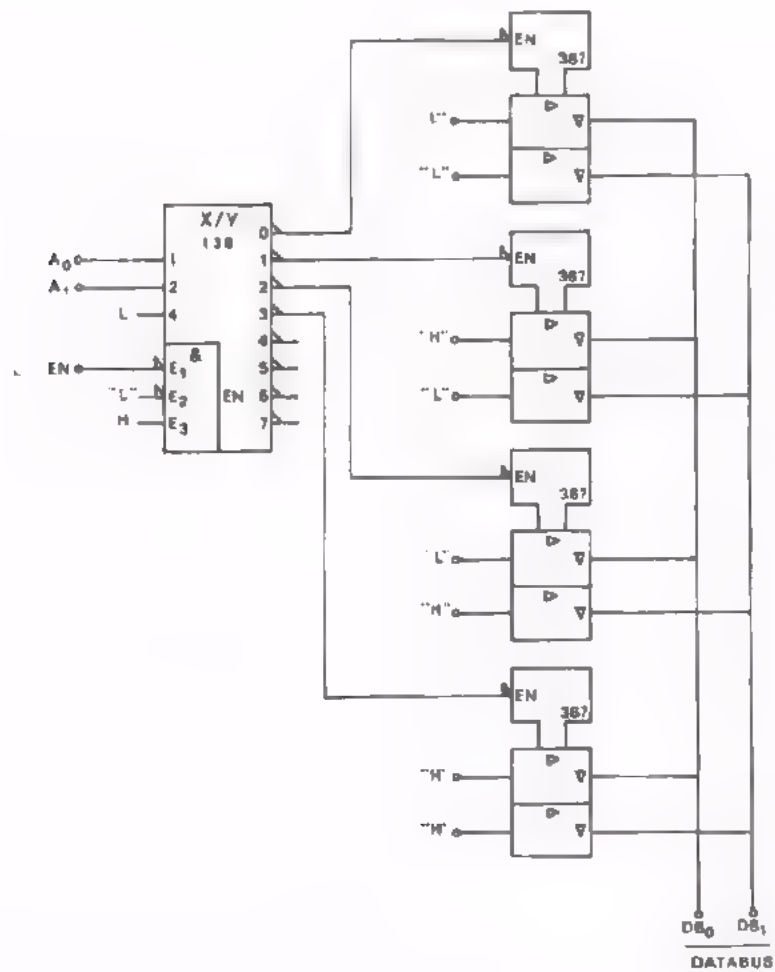 EN
367
"L"
"L"
X/Y
138
A0
A1
L
EN
1
2
4
&
E1
E2
E3
EN
"L"
H
0
1
2
3
4
5
6
7
EN
367
"H"
"L"
EN
367
"L"
"H"
EN
367
"H"
"H"
DB0 DB1
DATABUS